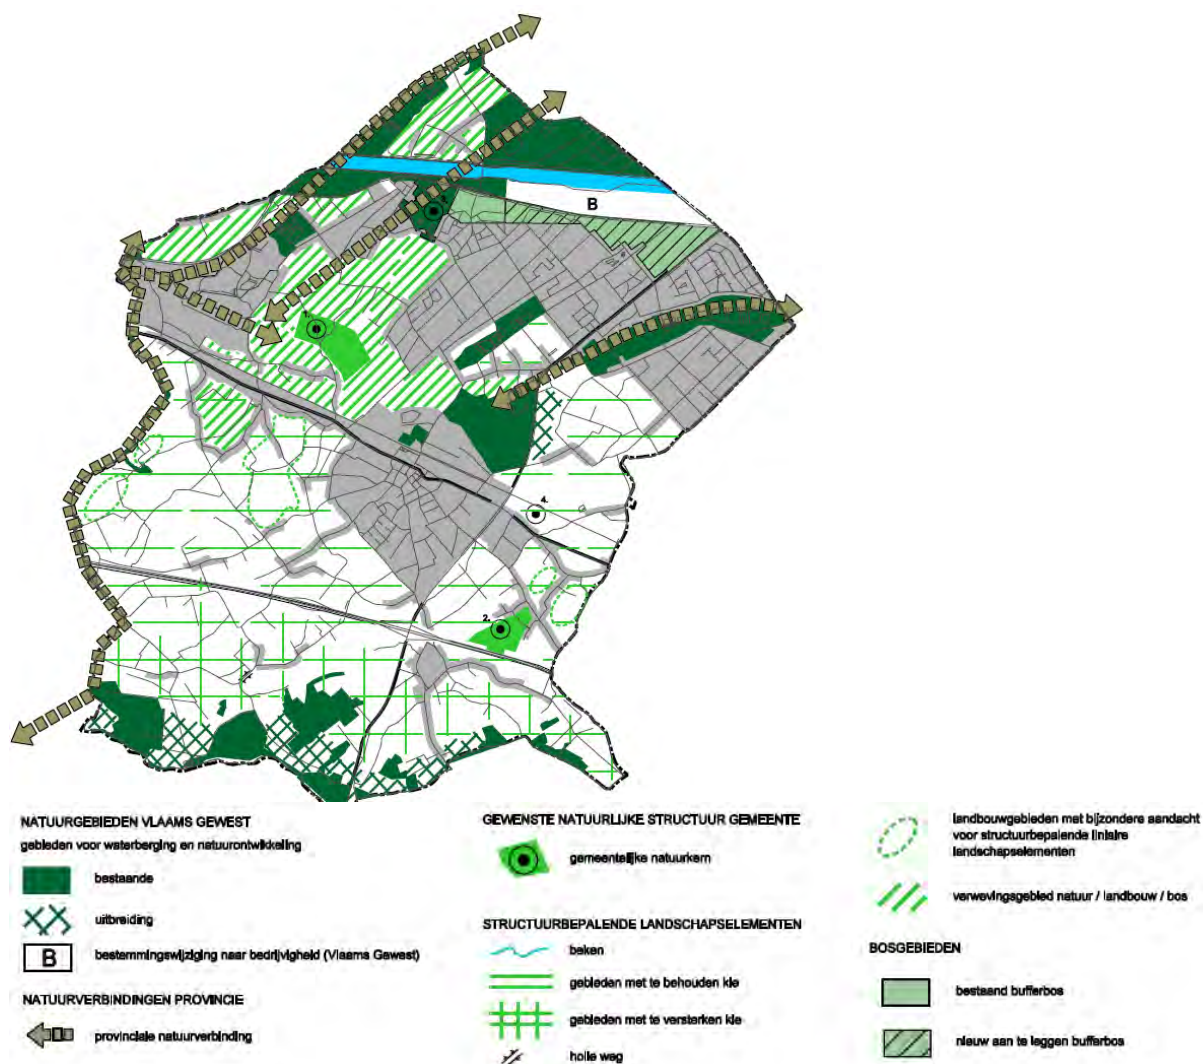 B
3.
1.
4.
2.
NATUURGEBIEDEN VLAAMS GEWEST
gebieden voor waterberging en natuurontwikkeling
bestaande
uitbreiding
B
bestemmingswijziging naar bedrijvigheid (Vlaams Gewest)
NATUURVERBINDINGEN PROVINCIE
provinciale natuurverbinding
GEWENSTE NATUURLIJKE STRUCTUUR GEMEENTE
gemeentelijke natuurkern
STRUCTUURBEPALENDE LANDSCHAPSELEMENTEN
beken
gebieden met te behouden kle
gebieden met te versterken kle
holle weg
landbouwgebieden met bijzondere aandacht
voor structuurbepalende liniaire
landschapselementen
verwevingsgebied natuur / landbouw / bos
BOSGEBIEDEN
bestaand bufferbos
nieuw aan te leggen bufferbos